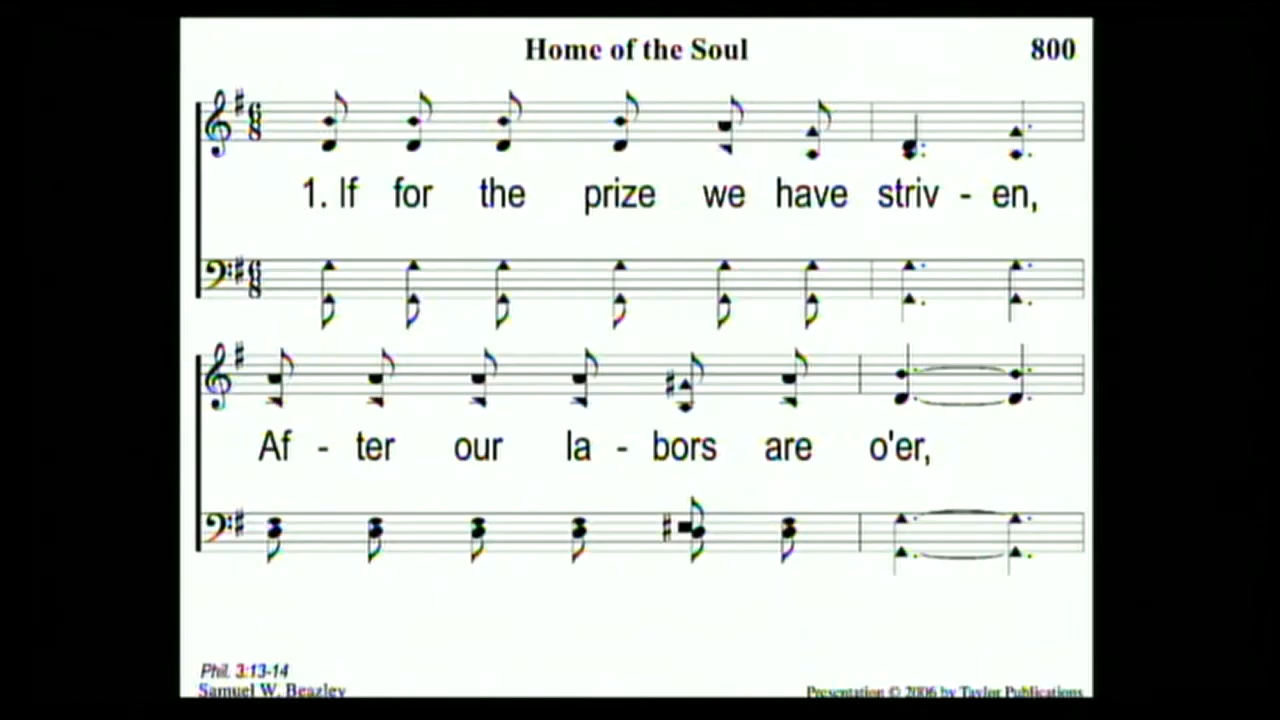 Home of the Soul 800
1. If for the prize we have striv - en,
Af - ter our la - bors are o'er,
Phil. 3:13-14
Samuel W. Beazley
Presentation © 2006 by Taylor Publications